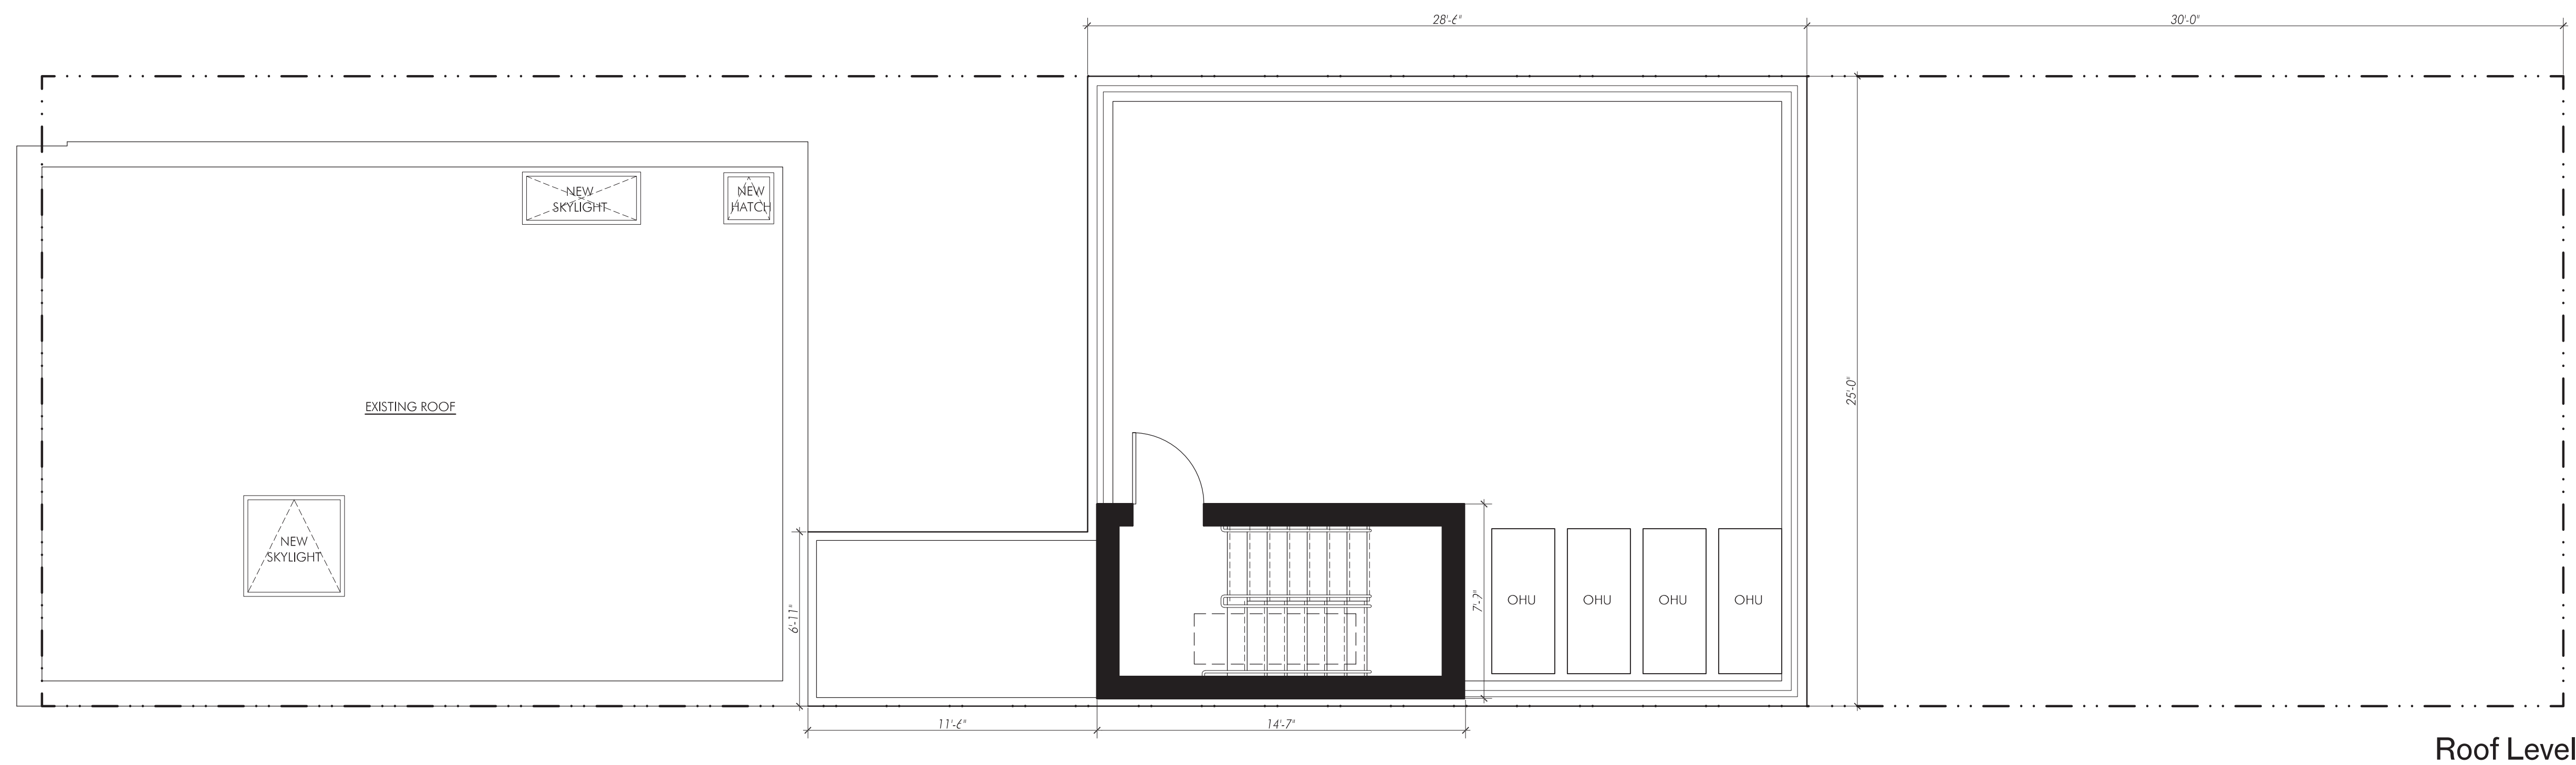 28'-6"
30'-0"
NEW
SKYLIGHT
NEW
HATCH
25'-0"
EXISTING ROOF
NEW
SKYLIGHT
6'-11"
7'-9"
OHU
OHU
OHU
OHU
11'-6"
14'-7"
Roof Level